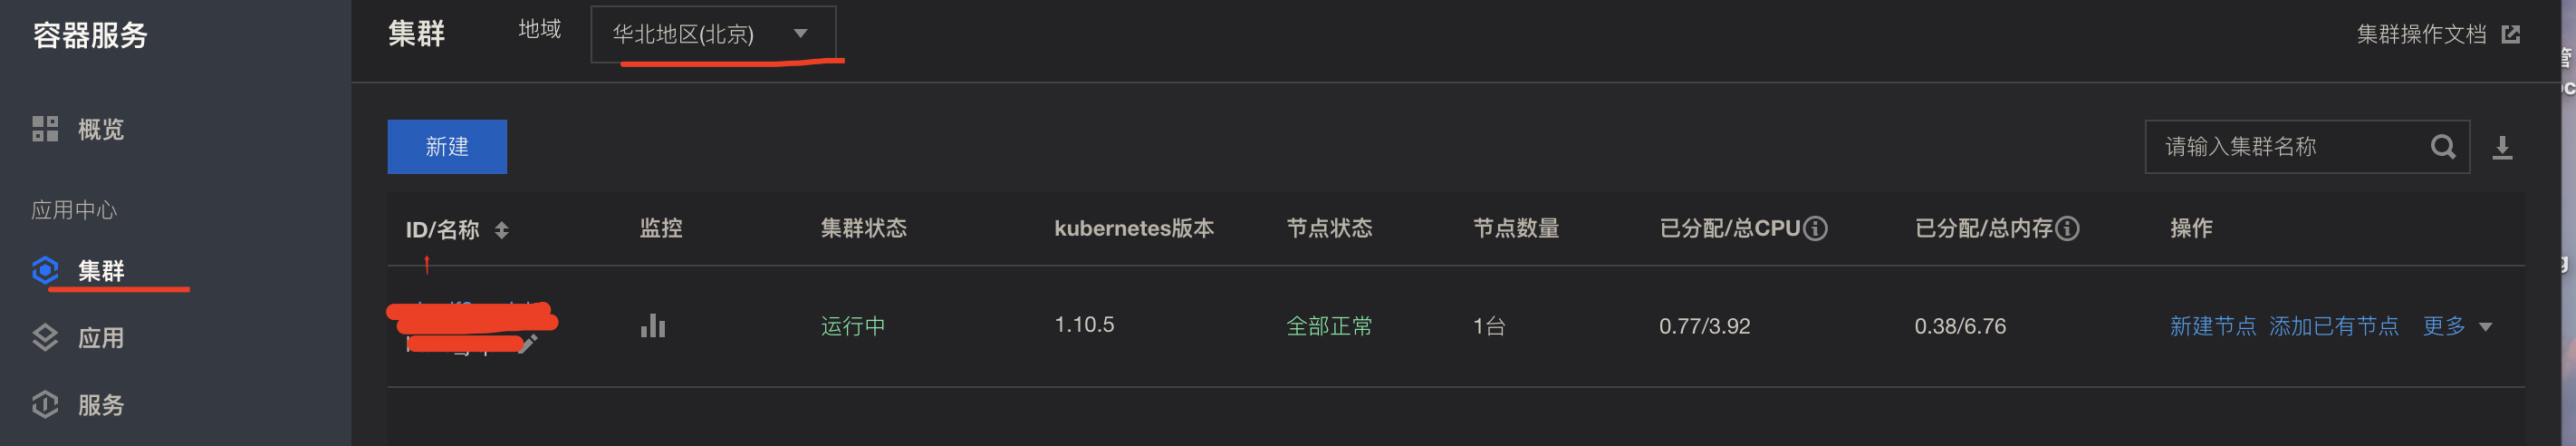 容器服务
概览
应用中心
集群
应用
服务
集群 地域 华北地区(北京) 集群操作文档
新建 请输入集群名称
ID/名称 监控 集群状态 kubernetes版本 节点状态 节点数量 已分配/总CPU 已分配/总内存 操作
运行中 1.10.5 全部正常 1台 0.77/3.92 0.38/6.76 新建节点 添加已有节点 更多
管
oc
g